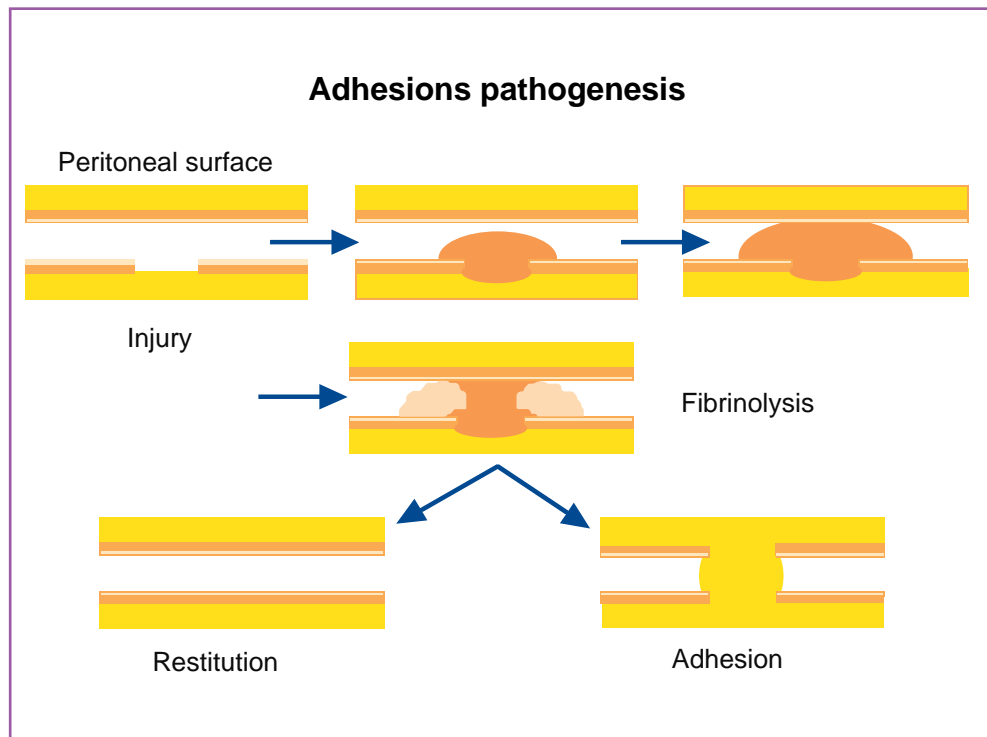 Adhesions pathogenesis
Peritoneal surface
Injury
Fibrinolysis
Restitution
Adhesion